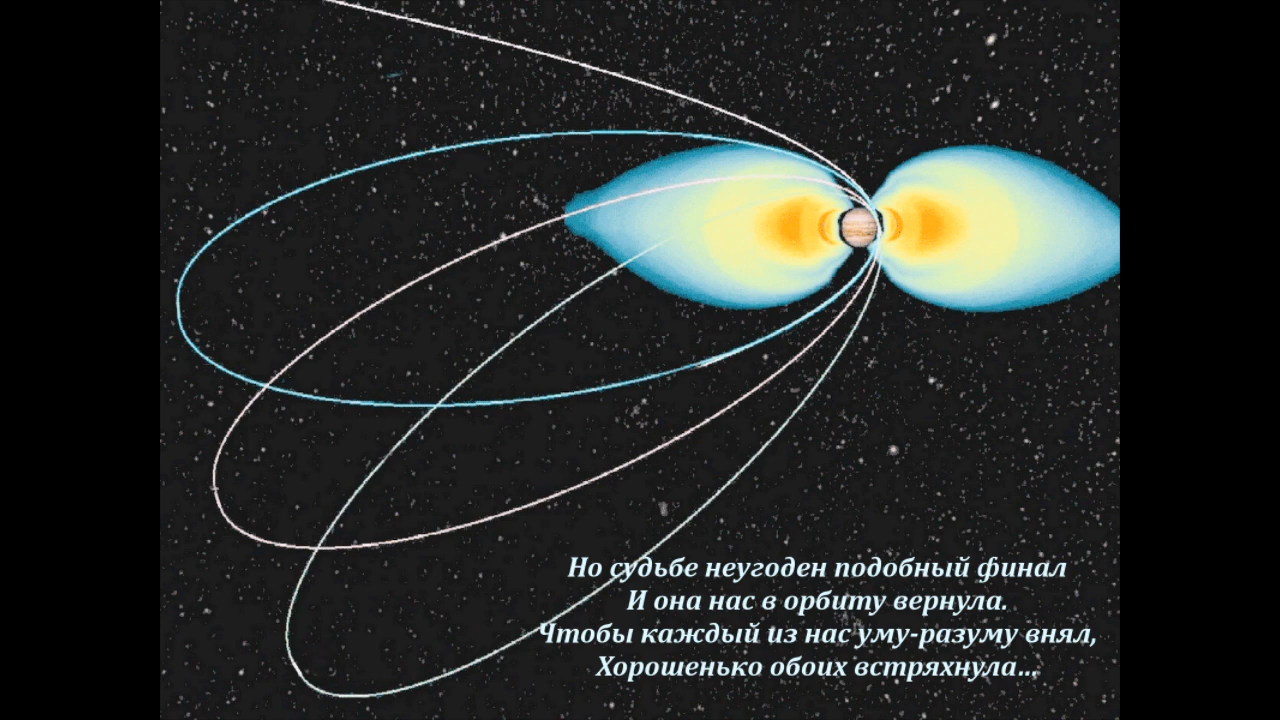 Но судьбе неугоден подобный финал
И она нас в орбиту вернула.
Чтобы каждый из нас уму-разуму внял,
Хорошенько обоих встряхнула...